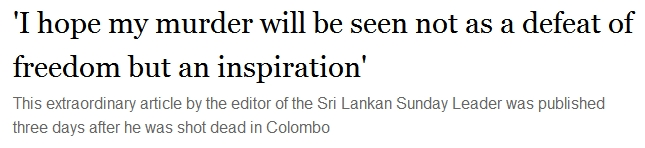 'I hope my murder will be seen not as a defeat of
freedom but an inspiration'
This extraordinary article by the editor of the Sri Lankan Sunday Leader was published
three days after he was shot dead in Colombo